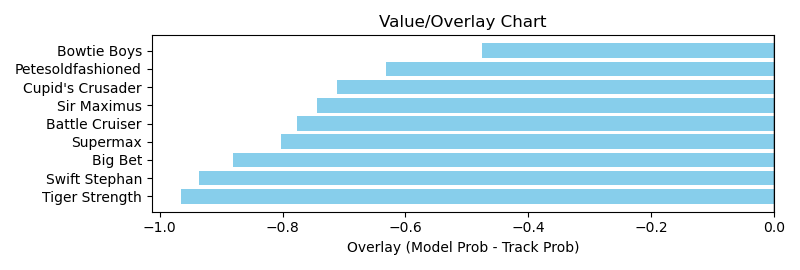 Value/Overlay Chart
Bowtie Boys
Petesoldfashioned
Cupid's Crusader
Sir Maximus
Battle Cruiser
Supermax
Big Bet
Swift Stephan
Tiger Strength
−1.0 −0.8 −0.6 −0.4 −0.2 0.0
Overlay (Model Prob - Track Prob)